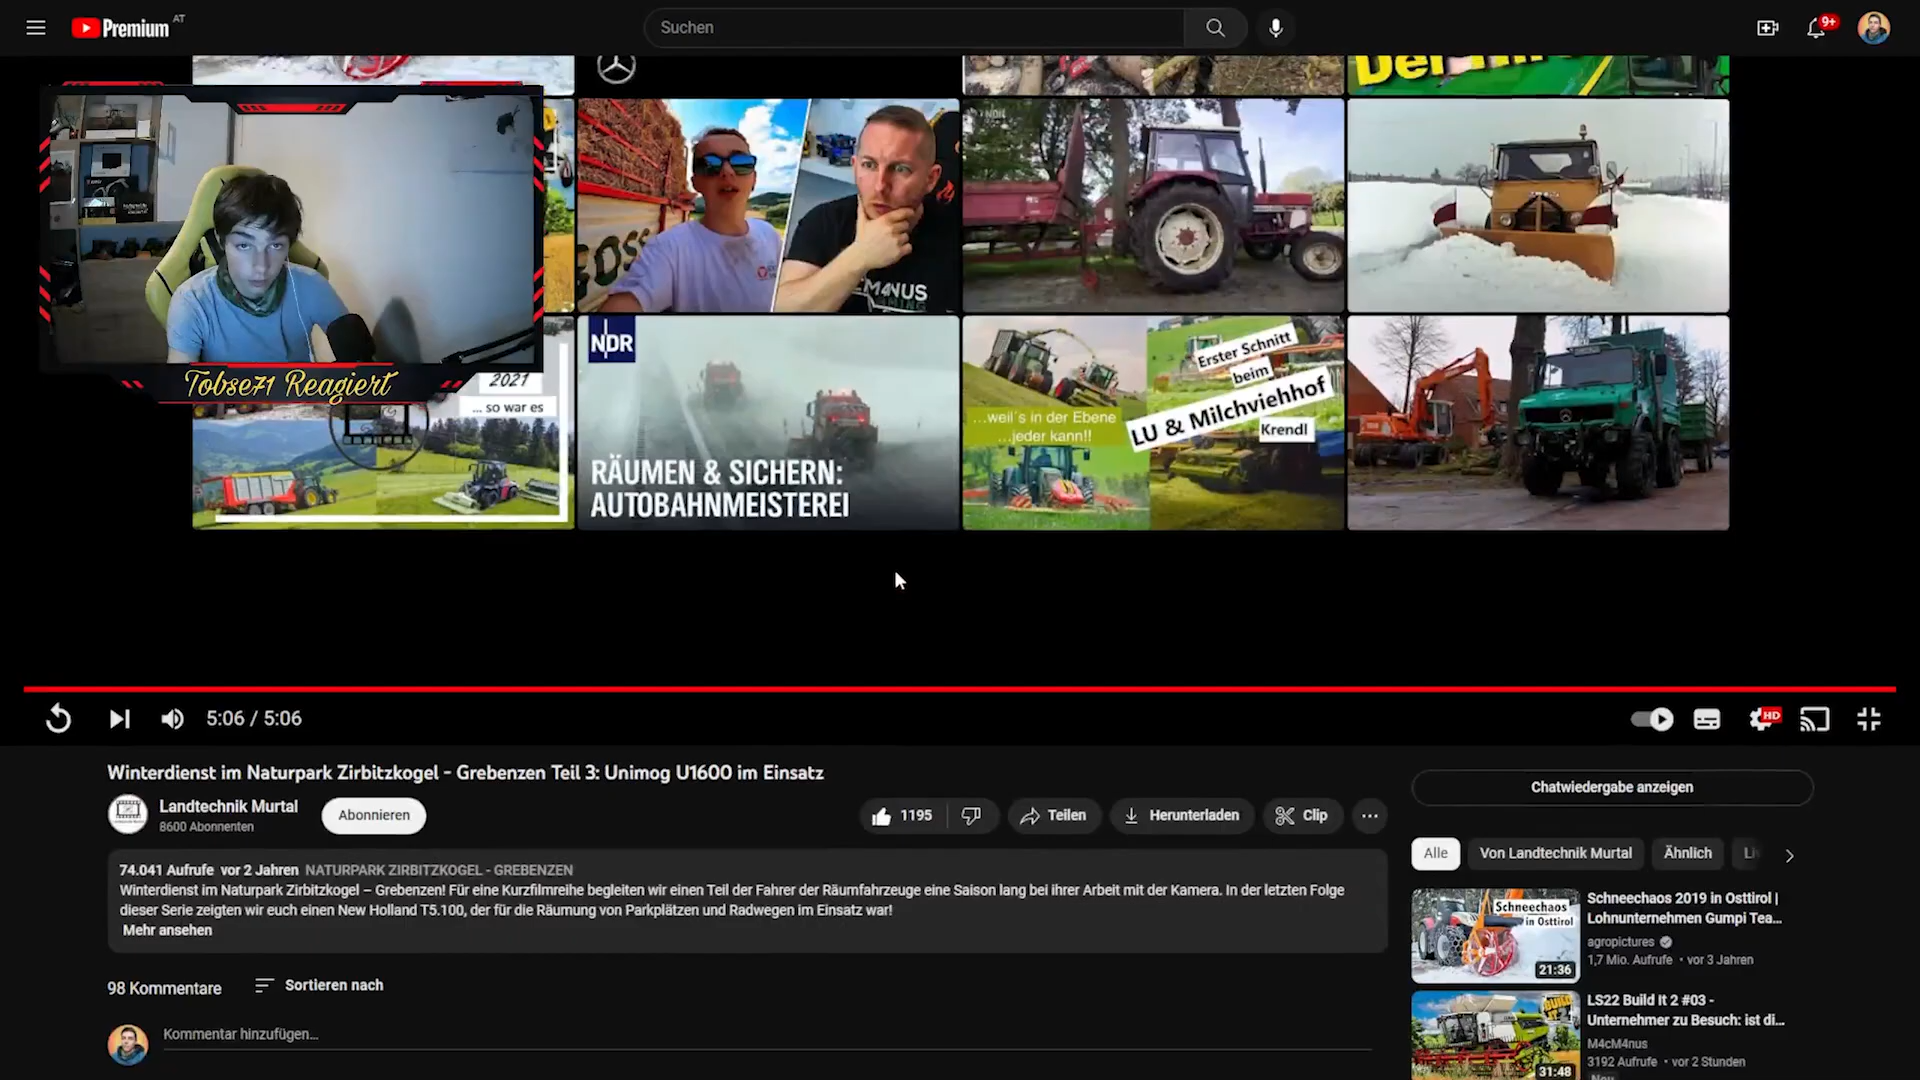 Premium AT
Suchen
9+
Der
NDR
BOSS
M4NUS
Tobse71 Reagiert
2021
... so war es
NDR
RÄUMEN & SICHERN:
AUTOBAHNMEISTEREI
...weil's in der Ebene
...jeder kann!!
Erster Schnitt
beim
LU & Milchviehhof
Krendl
5:06 / 5:06
HD
Winterdienst im Naturpark Zirbitzkogel - Grebenzen Teil 3: Unimog U1600 im Einsatz
Landtechnik Murtal
8600 Abonnenten
Abonnieren
1195
Teilen
Herunterladen
Clip
74.041 Aufrufe vor 2 Jahren NATURPARK ZIRBITZKOGEL - GREBENZEN
Winterdienst im Naturpark Zirbitzkogel – Grebenzen! Für eine Kurzfilmreihe begleiten wir einen Teil der Fahrer der Räumfahrzeuge eine Saison lang bei ihrer Arbeit mit der Kamera. In der letzten Folge
dieser Serie zeigten wir euch einen New Holland T5.100, der für die Räumung von Parkplätzen und Radwegen im Einsatz war!
Mehr ansehen
98 Kommentare
Sortieren nach
Kommentar hinzufügen...
Chatwiedergabe anzeigen
Alle
Von Landtechnik Murtal
Ähnlich
Schneechaos
in Osttirol
21:36
Schneechaos 2019 in Osttirol |
Lohnunternehmen Gumpi Tea...
agropictures
1,7 Mio. Aufrufe • vor 3 Jahren
31:48
LS22 Build It 2 #03 -
Unternehmer zu Besuch: ist di...
M4cM4nus
3192 Aufrufe • vor 2 Stunden
Neu